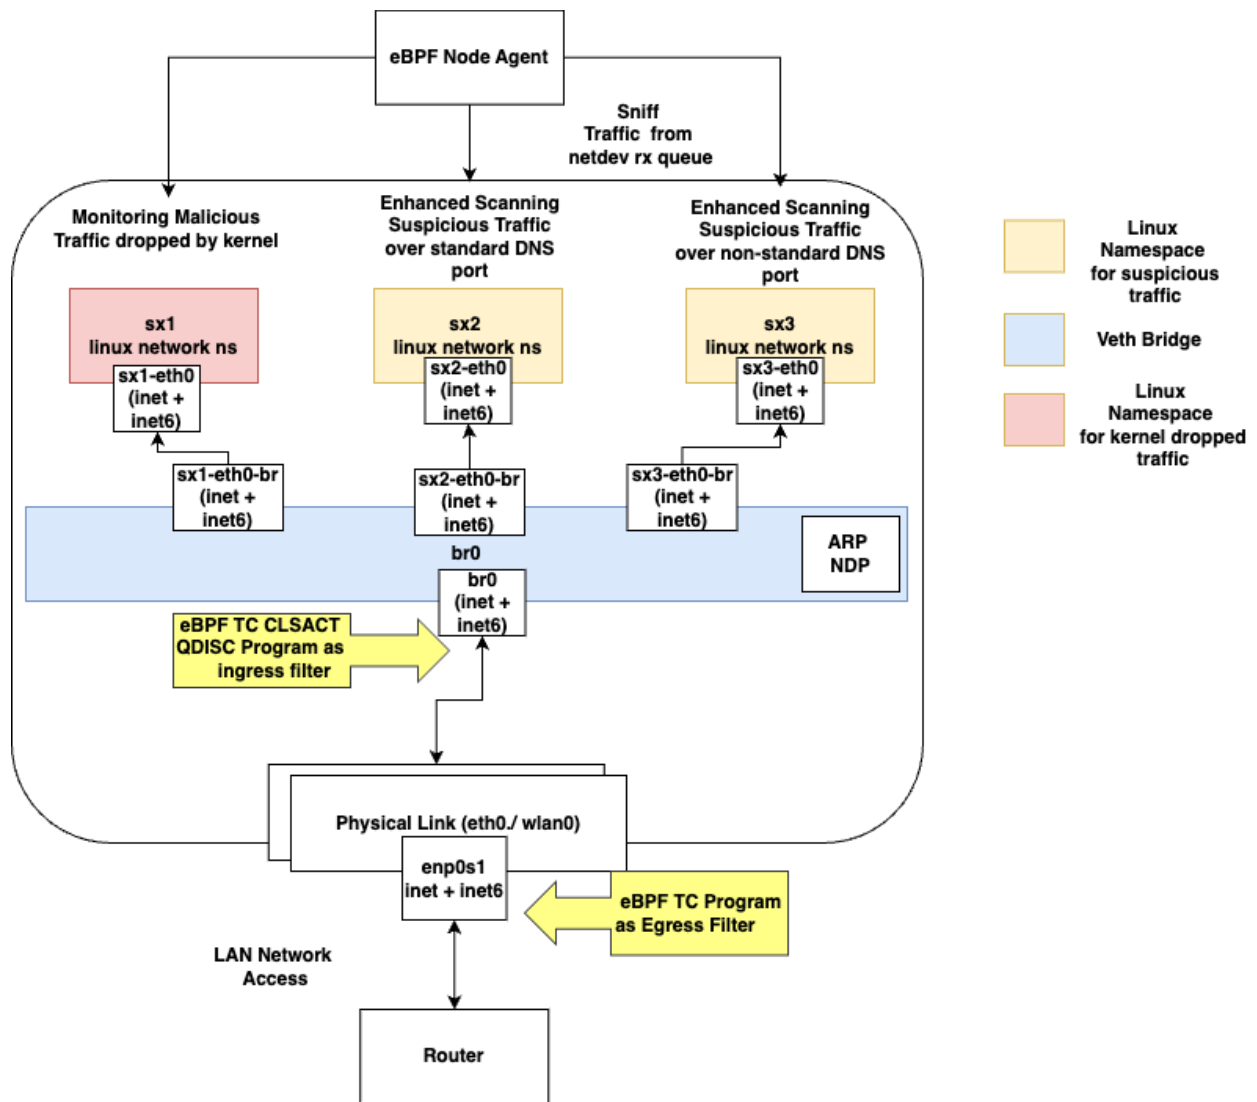 eBPF Node Agent
Sniff
Traffic from
netdev rx queue
Monitoring Malicious
Traffic dropped by kernel
Enhanced Scanning
Suspicious Traffic
over standard DNS
port
Enhanced Scanning
Suspicious Traffic
over non-standard DNS
port
sx1
linux network ns
sx1-eth0
(inet +
inet6)
sx2
linux network ns
sx2-eth0
(inet +
inet6)
sx3
linux network ns
sx3-eth0
(inet +
inet6)
sx1-eth0-br
(inet +
inet6)
sx2-eth0-br
(inet +
inet6)
sx3-eth0-br
(inet +
inet6)
br0
ARP
NDP
br0
(inet +
inet6)
eBPF TC CLSACT
QDISC Program as
ingress filter
Physical Link (eth0./ wlan0)
enp0s1
inet + inet6
eBPF TC Program
as Egress Filter
LAN Network
Access
Router
Linux
Namespace
for suspicious
traffic
Veth Bridge
Linux
Namespace
for kernel dropped
traffic